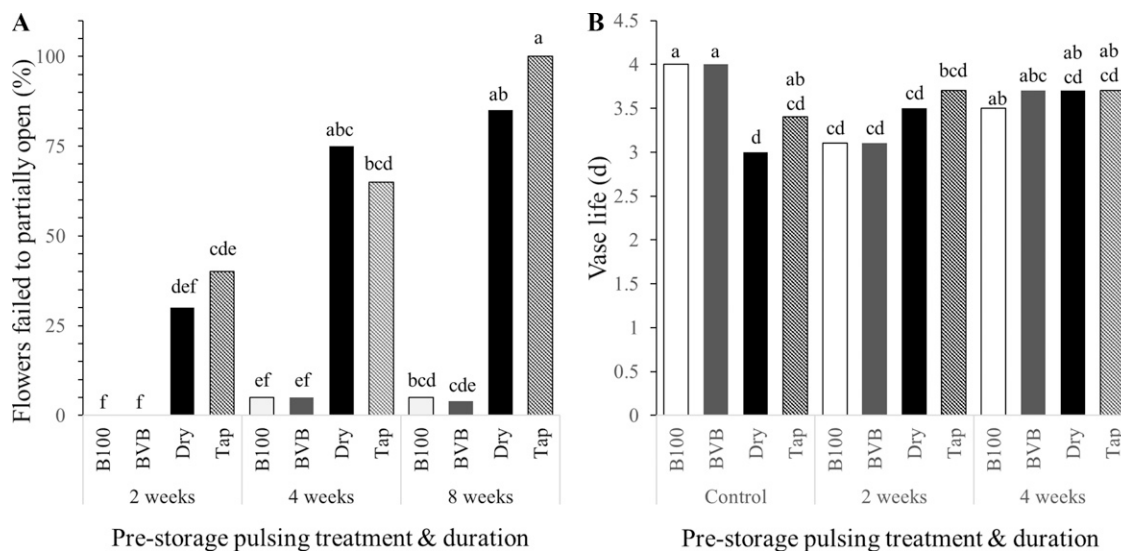 A
Flowers failed to partially open (%)
100
75
50
25
0
f
f
def
cde
ef
ef
abc
bcd
bcd
cde
ab
a
B100
BVB
Dry
Tap
B100
BVB
Dry
Tap
B100
BVB
Dry
Tap
2 weeks
4 weeks
8 weeks
Pre-storage pulsing treatment & duration
B
Vase life (d)
4.5
4
3.5
3
2.5
2
1.5
1
0.5
0
a
a
d
ab
cd
cd
cd
cd
bcd
ab
abc
ab
cd
ab
cd
B100
BVB
Dry
Tap
B100
BVB
Dry
Tap
B100
BVB
Dry
Tap
Control
2 weeks
4 weeks
Pre-storage pulsing treatment & duration